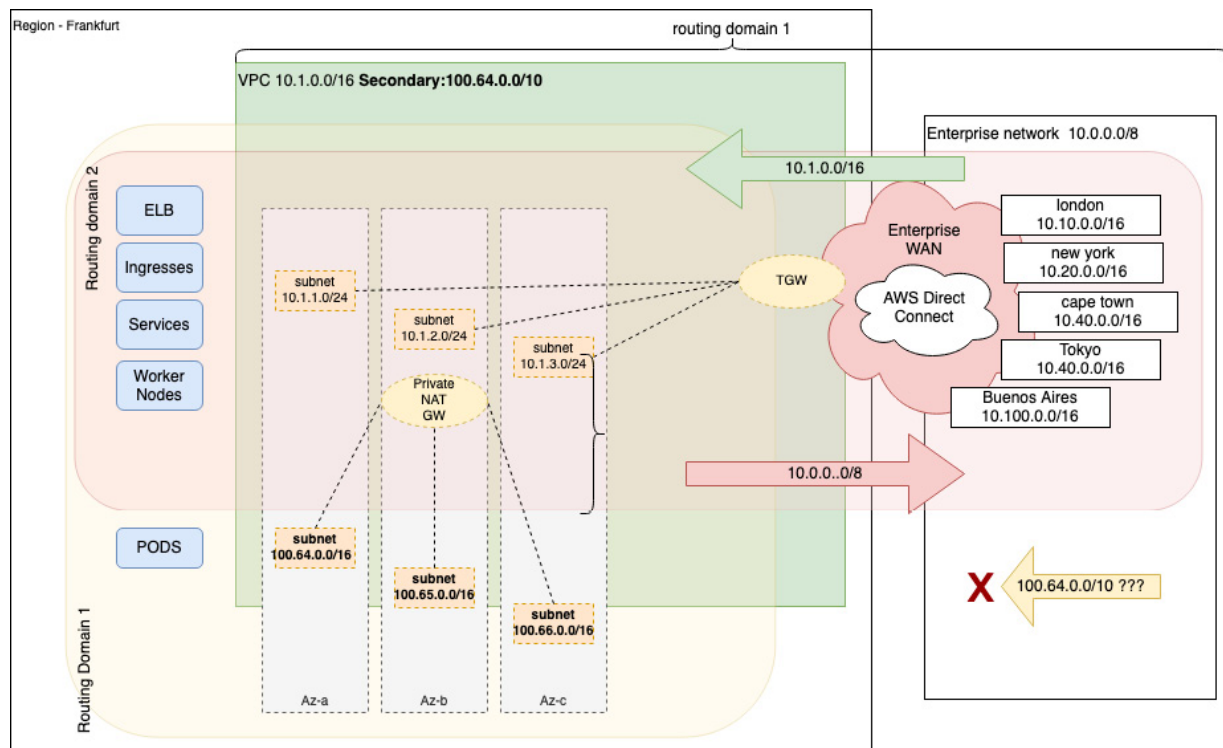 Region - Frankfurt
routing domain 1
VPC 10.1.0.0/16 Secondary:100.64.0.0/10
Enterprise network 10.0.0.0/8
Routing domain 2
10.1.0.0/16
ELB
Ingresses
Services
Worker
Nodes
PODS
subnet
10.1.1.0/24
subnet
10.1.2.0/24
subnet
10.1.3.0/24
Private
NAT
GW
TGW
Enterprise
WAN
AWS Direct
Connect
london
10.10.0.0/16
new york
10.20.0.0/16
cape town
10.40.0.0/16
Tokyo
10.40.0.0/16
Buenos Aires
10.100.0.0/16
10.0.0..0/8
subnet
100.64.0.0/16
subnet
100.65.0.0/16
subnet
100.66.0.0/16
X
100.64.0.0/10 ???
Routing Domain 1
Az-a
Az-b
Az-c